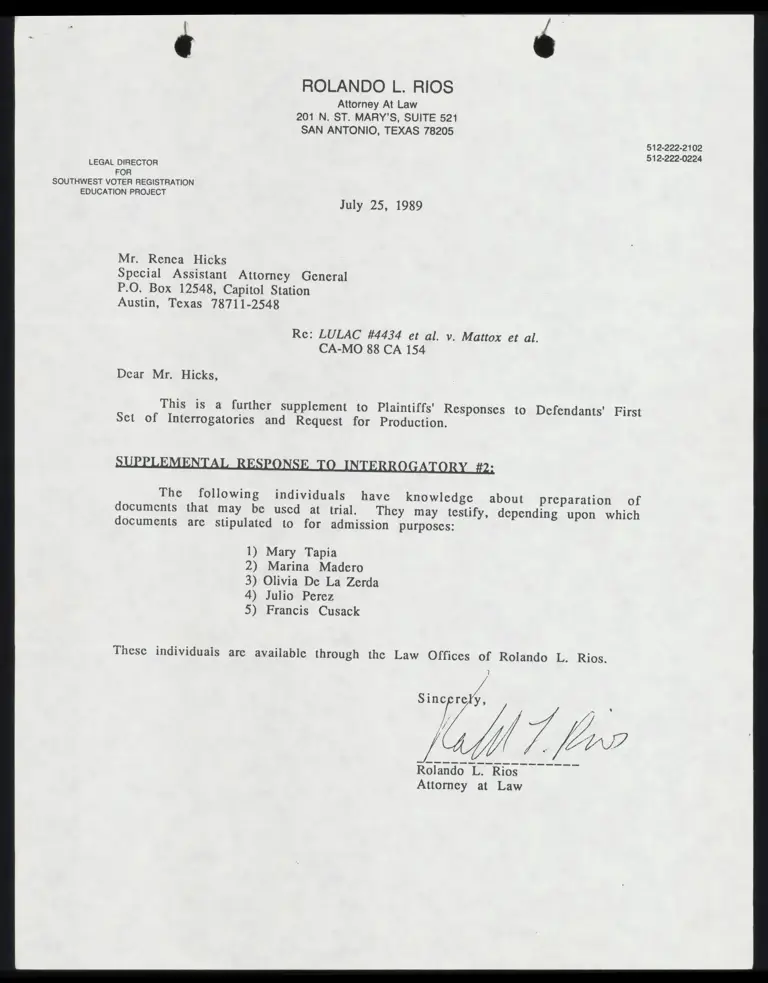 ROLANDO L. RIOS
Attorney At Law
201 N. ST. MARY'S, SUITE 521
SAN ANTONIO, TEXAS 78205
512-222-2102
512-222-0224
LEGAL DIRECTOR
FOR
SOUTHWEST VOTER REGISTRATION
EDUCATION PROJECT
July 25, 1989
Mr. Renea Hicks
Special Assistant Attorney General
P.O. Box 12548, Capitol Station
Austin, Texas 78711-2548
Re: LULAC #4434 et al. v. Mattox et al.
CA-MO 88 CA 154
Dear Mr. Hicks,
This is a further supplement to Plaintiffs' Responses to Defendants' First
Set of Interrogatories and Request for Production.
SUPPLEMENTAL RESPONSE TO INTERROGATORY #2:
The following individuals have knowledge about preparation of
documents that may be used at trial. They may testify, depending upon which
documents are stipulated to for admission purposes:
1) Mary Tapia
2) Marina Madero
3) Olivia De La Zerda
4) Julio Perez
5) Francis Cusack
These individuals are available through the Law Offices of Rolando L. Rios.
Sincerely,
Rolando L. Rios
Attorney at Law